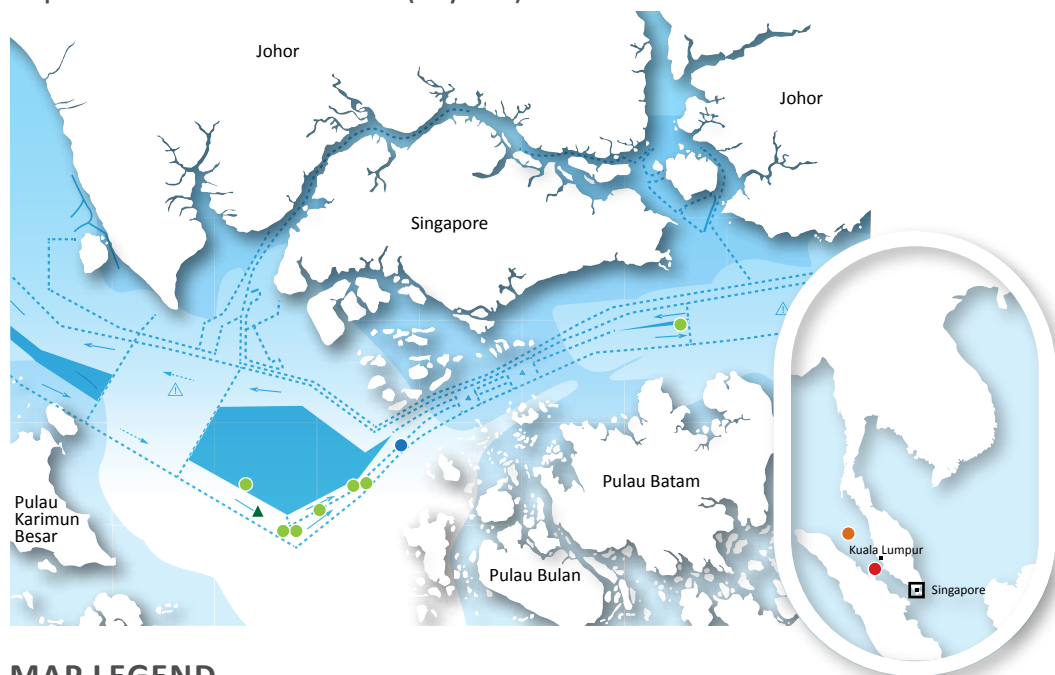 Johor
Johor
Singapore
Pulau
Karimun
Besar
Pulau Batam
Pulau Bulan
Kuala Lumpur
Singapore
MAP LEGEND